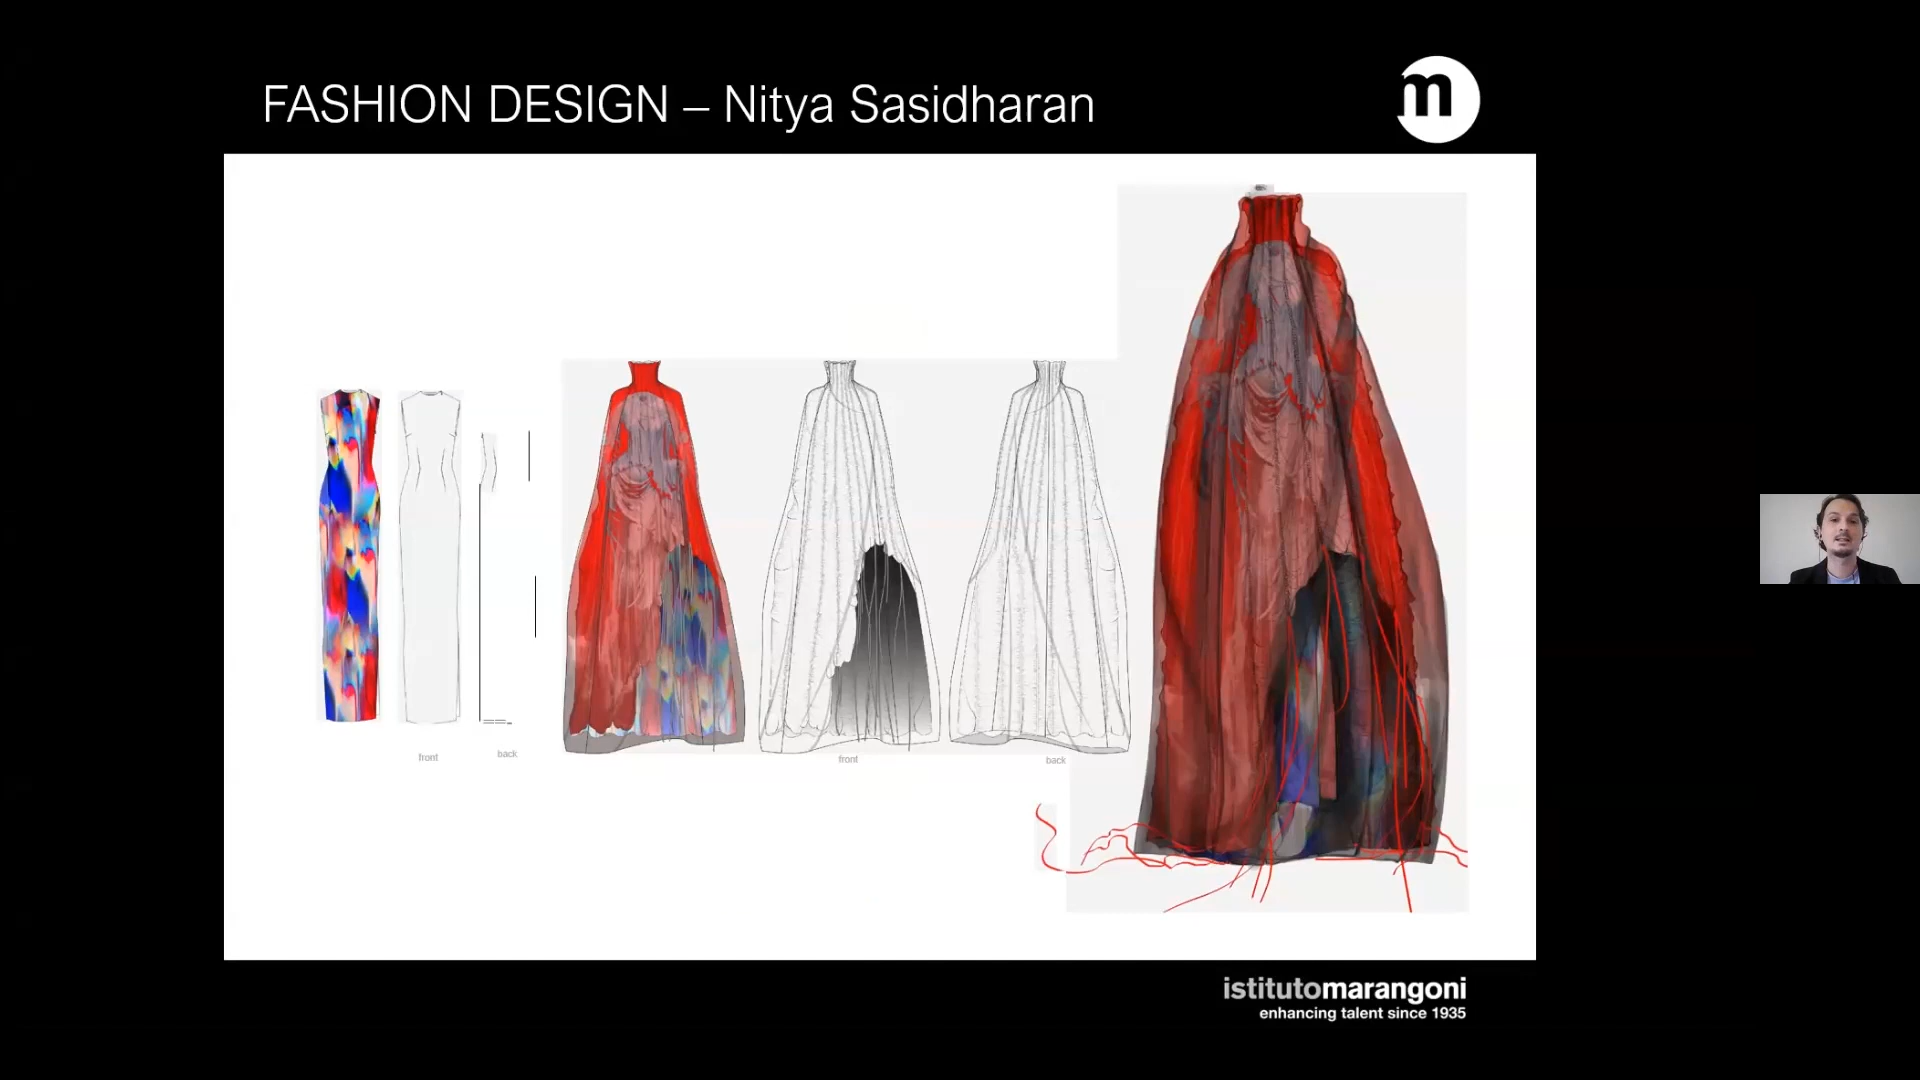 FASHION DESIGN – Nitya Sasidharan
m
front
back
front
back
istitutomarangoni
enhancing talent since 1935